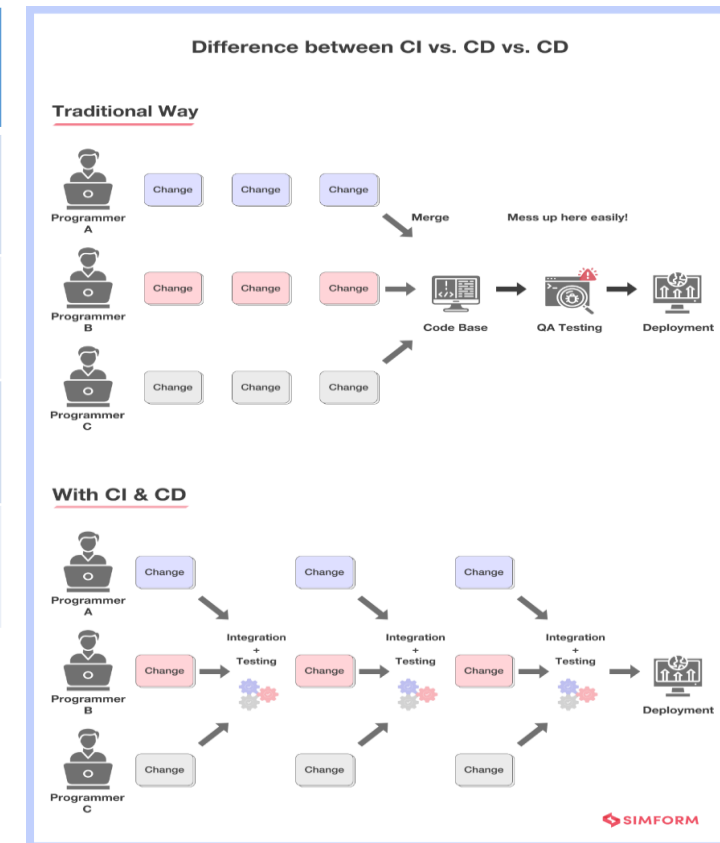 Difference between CI vs. CD vs. CD
Traditional Way
Change
Change
Change
Programmer
A
Merge
Mess up here easily!
Change
Change
Change
Programmer
B
Code Base
QA Testing
Deployment
Change
Change
Change
Programmer
C
With CI & CD
Change
Change
Change
Programmer
A
Integration
+
Testing
Integration
+
Testing
Integration
+
Testing
Change
Change
Change
Programmer
B
Deployment
Change
Change
Change
Programmer
C
SIMFORM